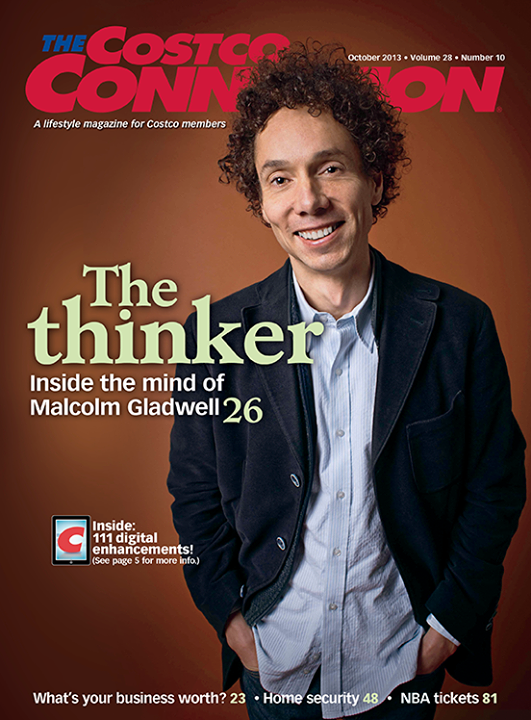 THE COSTCO
CONN ION
October 2013 • Volume 28 • Number 10
A lifestyle magazine for Costco members
The
thinker
Inside the mind of
Malcolm Gladwell 26
C
Inside:
111 digital
enhancements!
(See page 5 for more info.)
What's your business worth? 23 • Home security 48 • NBA tickets 81